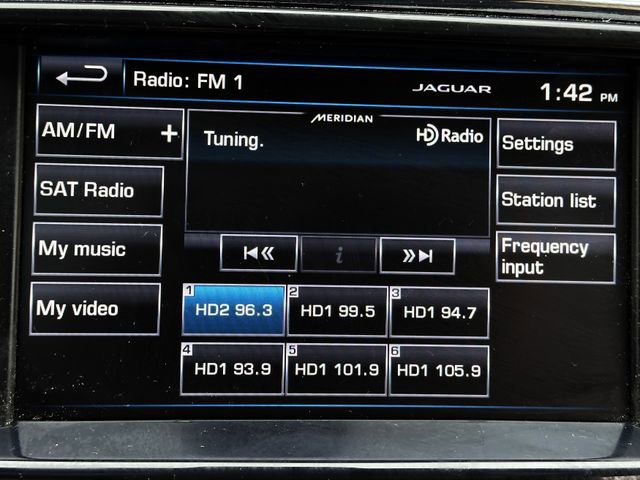 Radio: FM 1
JAGUAR
1:42 PM
AM/FM +
MERIDIAN
Tuning.
HD Radio
Settings
SAT Radio
Station list
My music
i
Frequency
input
My video
1
HD2 96.3
2
HD1 99.5
3
HD1 94.7
4
HD1 93.9
5
HD1 101.9
6
HD1 105.9